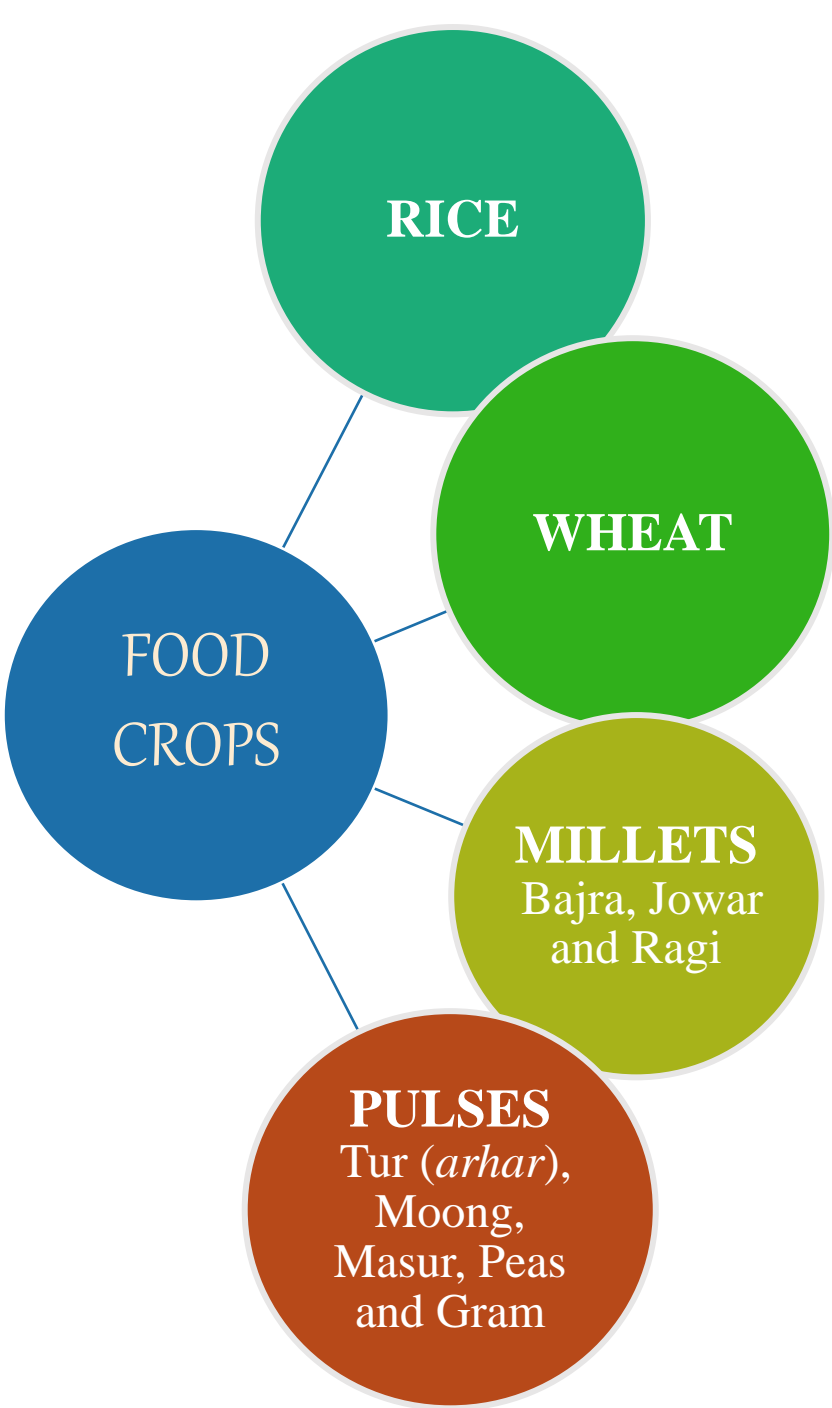 RICE
WHEAT
FOOD
CROPS
MILLETS
Bajra, Jowar
and Ragi
PULSES
Tur (arhar),
Moong,
Masur, Peas
and Gram